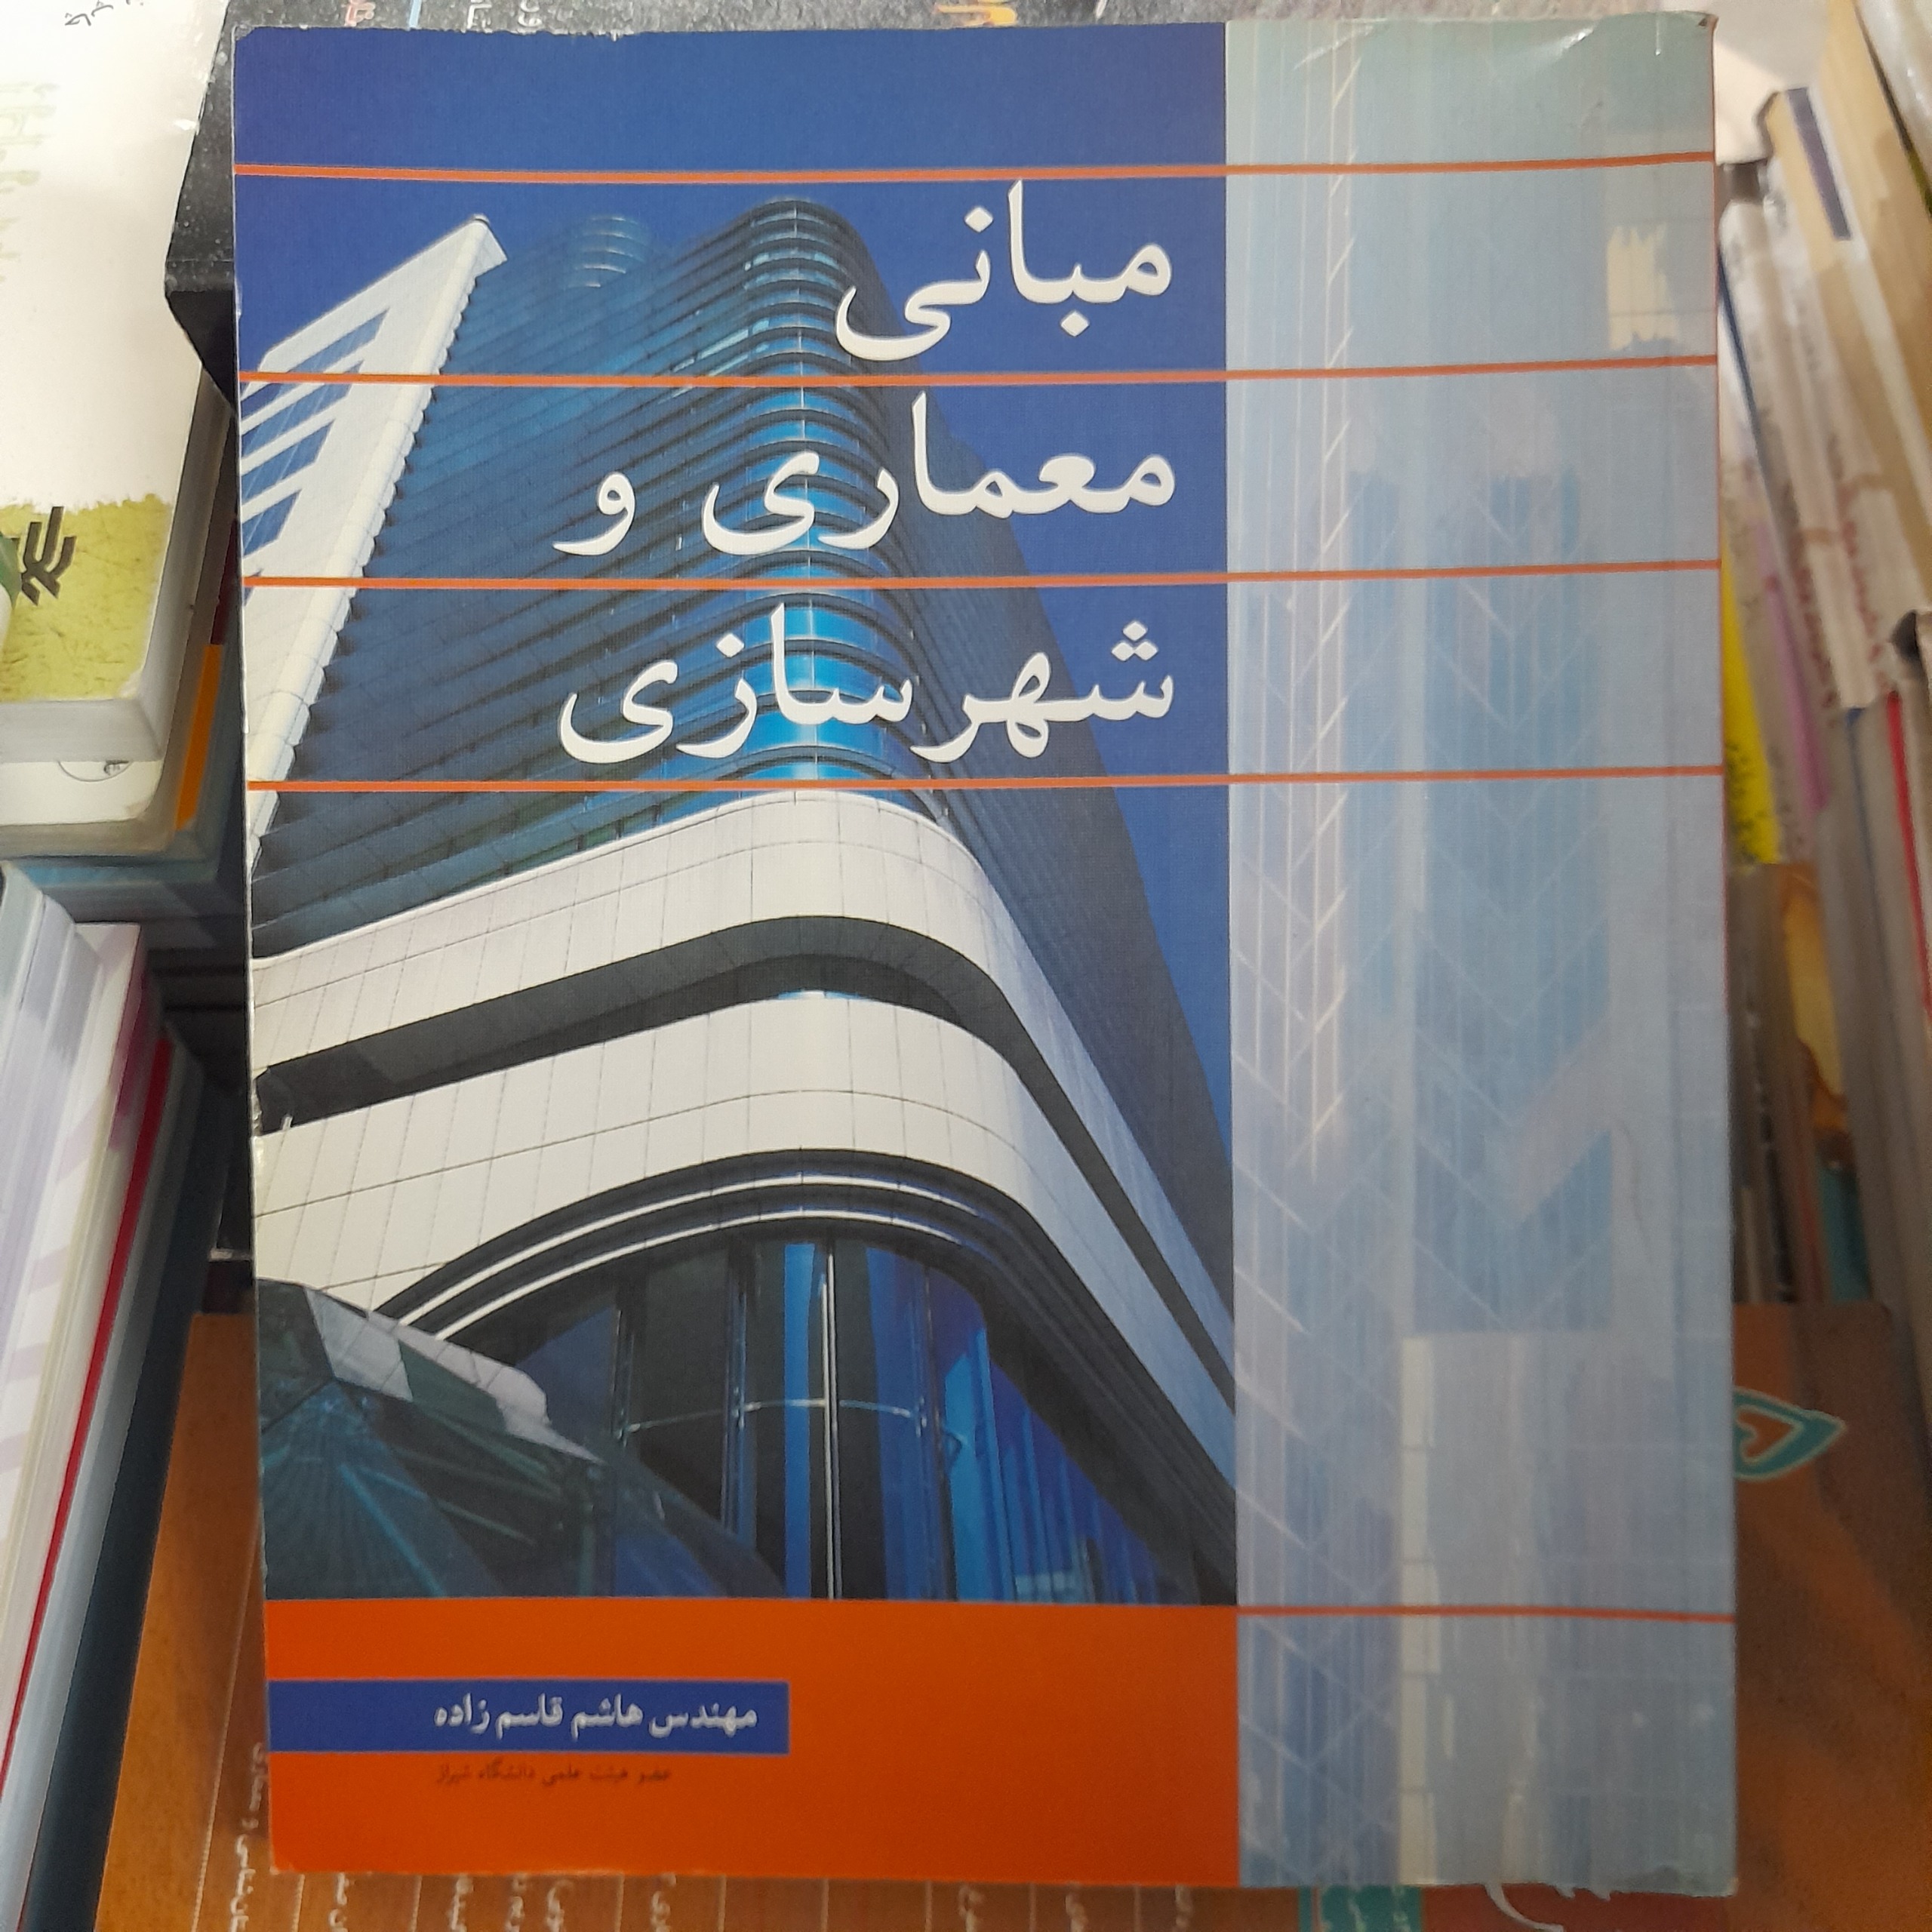 مبانی
معماری و
شهرسازی
مهندس هاشم قاسم زاده
عضو هیئت علمی دانشگاه شیراز